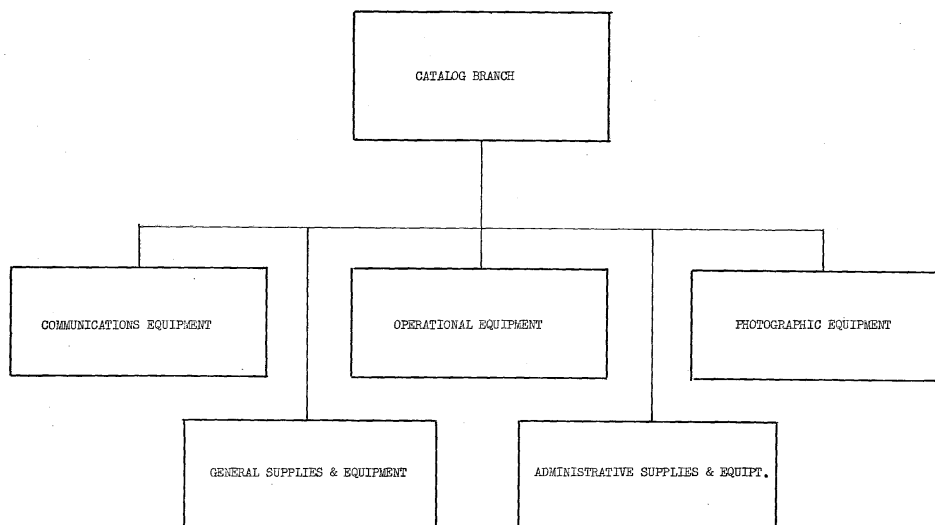 CATALOG BRANCH
COMMUNICATIONS EQUIPMENT
OPERATIONAL EQUIPMENT
PHOTOGRAPHIC EQUIPMENT
GENERAL SUPPLIES & EQUIPMENT
ADMINISTRATIVE SUPPLIES & EQUIPT.